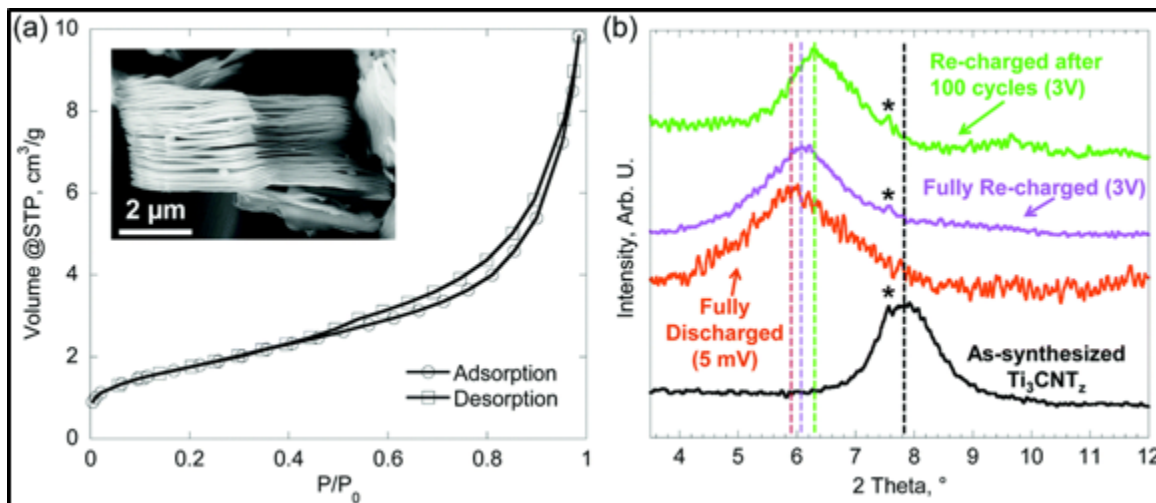 (a)
10
8
6
4
2
0
Volume @STP, cm³/g
2 μm
Adsorption
Desorption
0 0.2 0.4 0.6 0.8 1
P/P₀
(b)
Intensity, Arb. U.
Re-charged after
100 cycles (3V)
*
Fully Re-charged (3V)
*
Fully
Discharged
(5 mV)
*
As-synthesized
Ti₃CNT𝓏
4 5 6 7 8 9 10 11 12
2 Theta, °